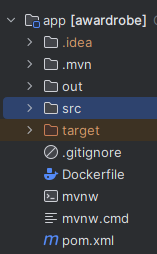 app [awardrobe]
.idea
.mvn
out
src
target
.gitignore
Dockerfile
mvnw
mvnw.cmd
m pom.xml